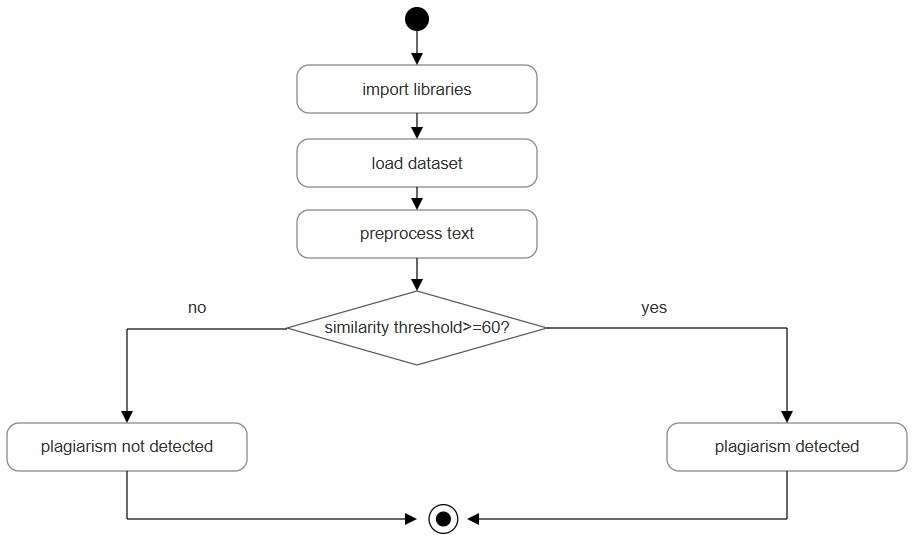 import libraries
load dataset
preprocess text
no
yes
similarity threshold>=60?
plagiarism not detected
plagiarism detected